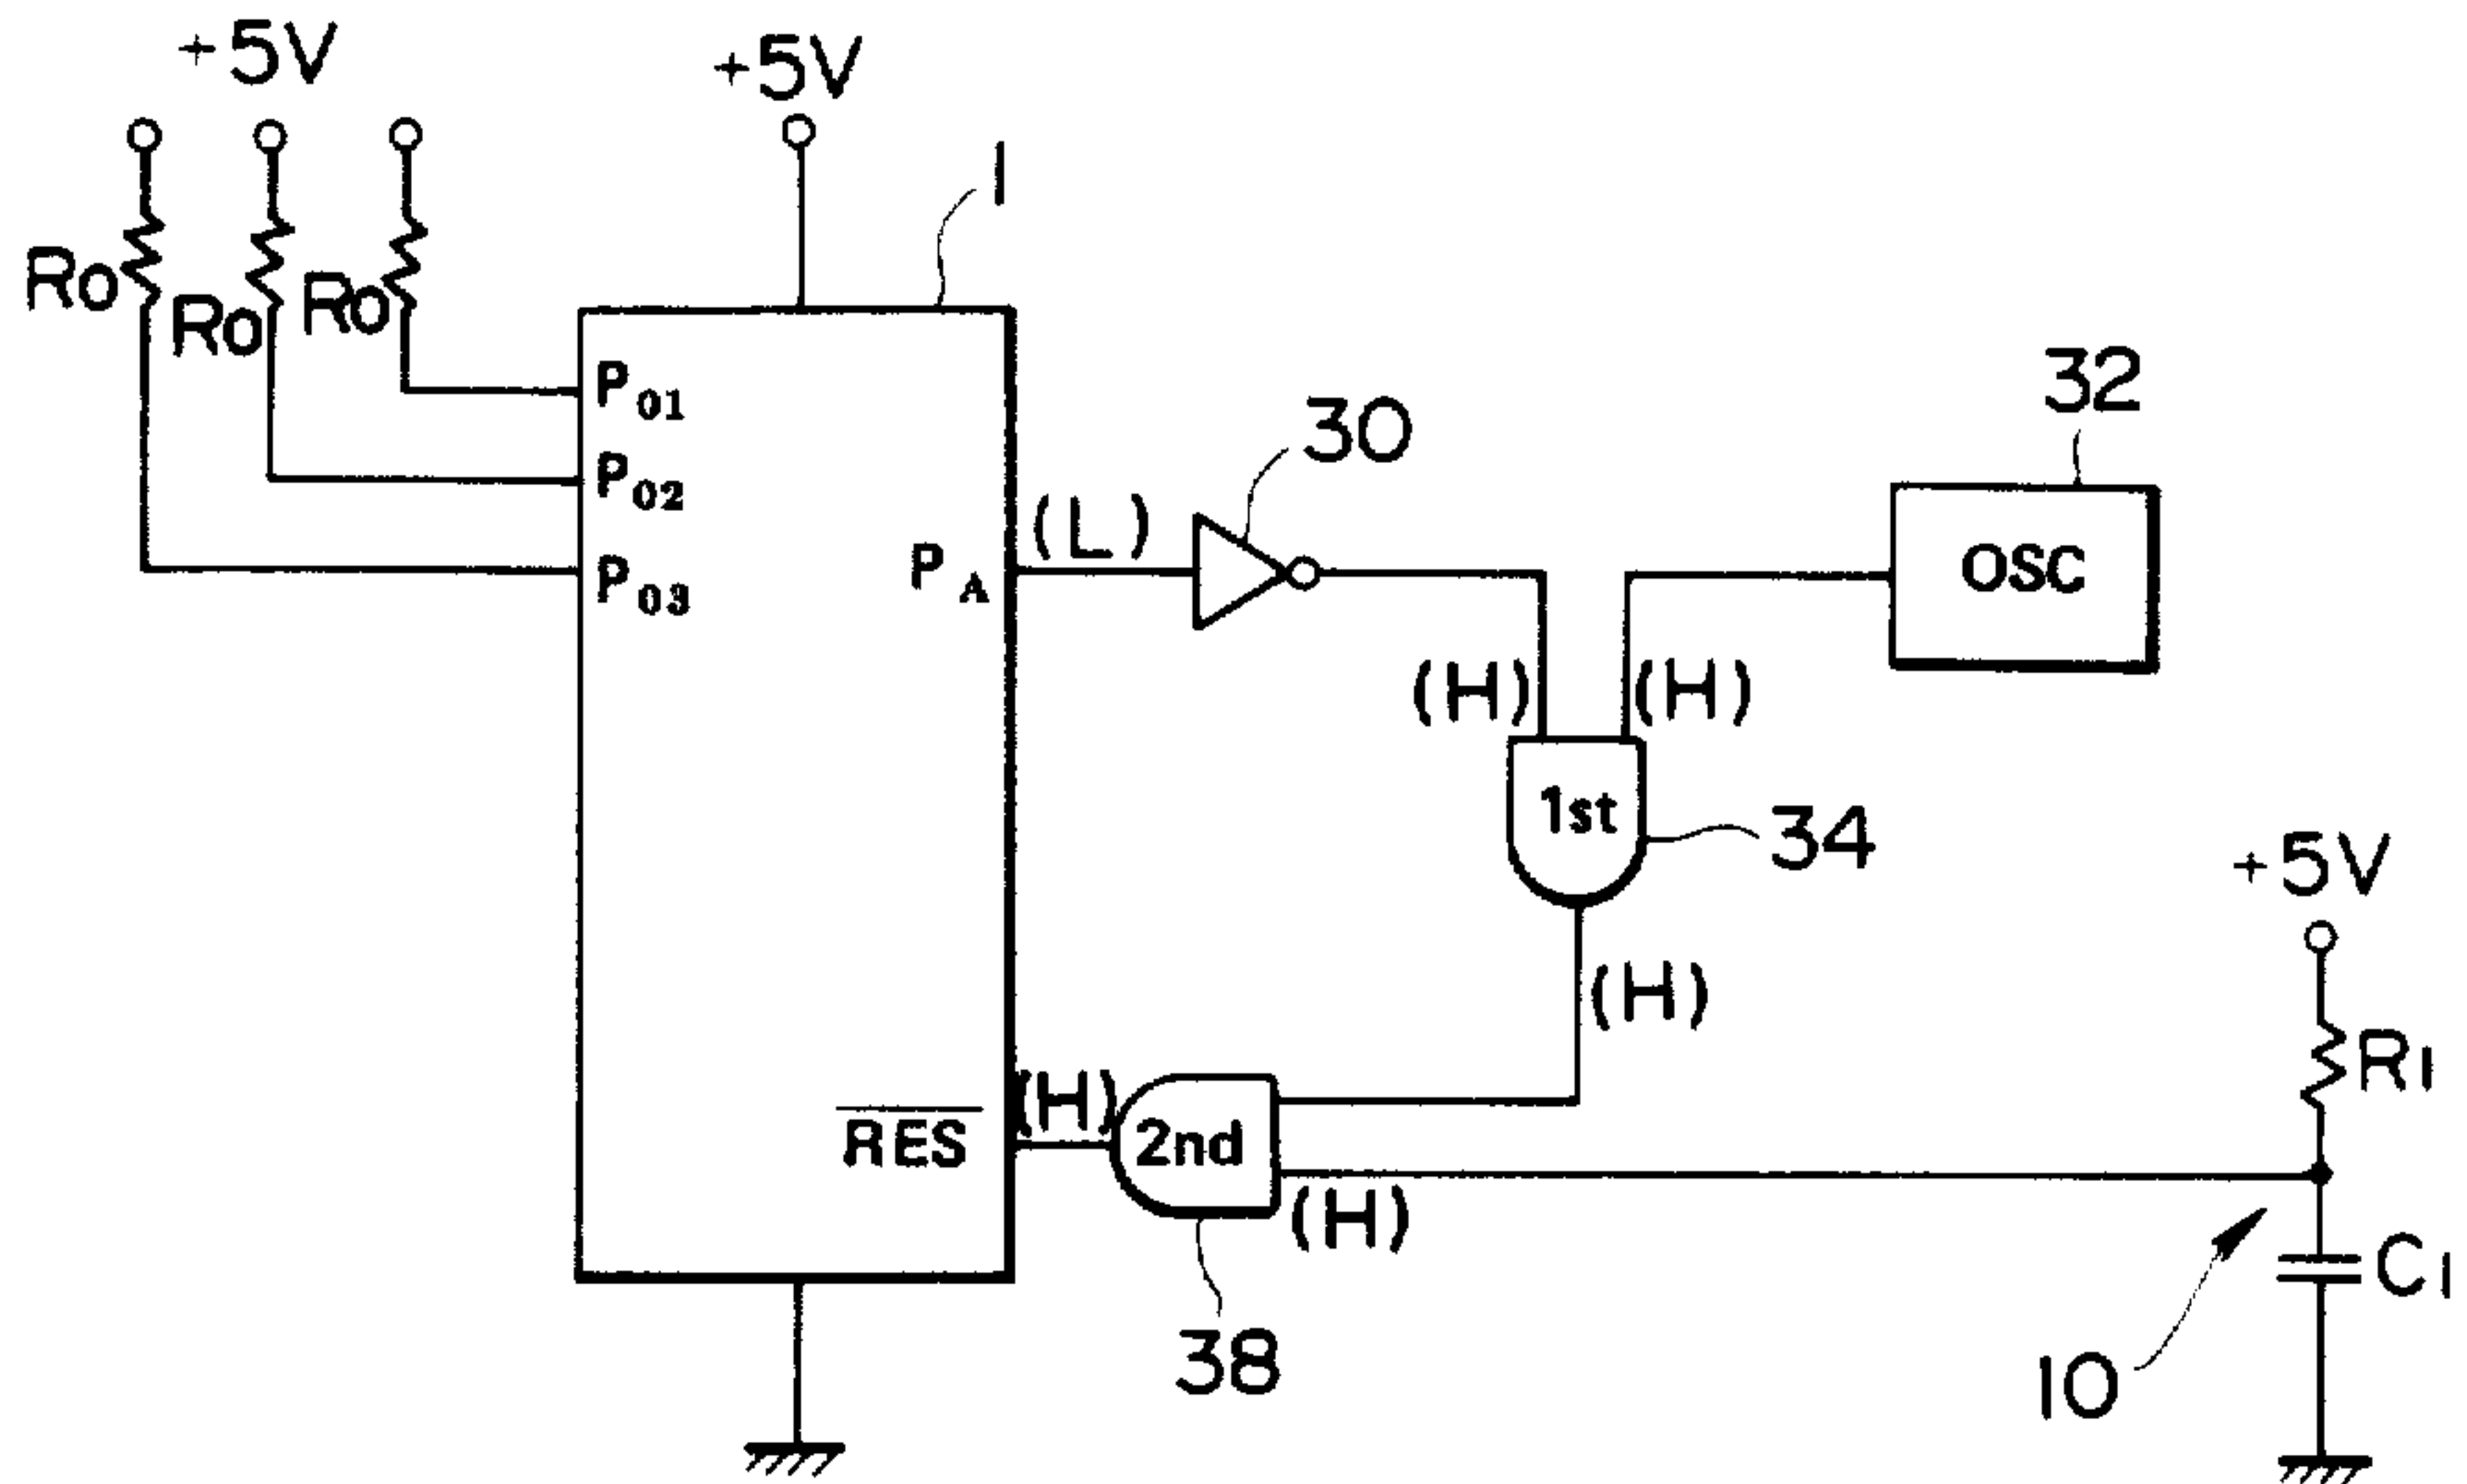 +5V
+5V
1
Ro
Ro
Ro
P01
P02
P03
PA
(L)
30
32
OSC
(H)
(H)
1st
34
(H)
+5V
R1
RES
(H)
2nd
(H)
38
10
C1